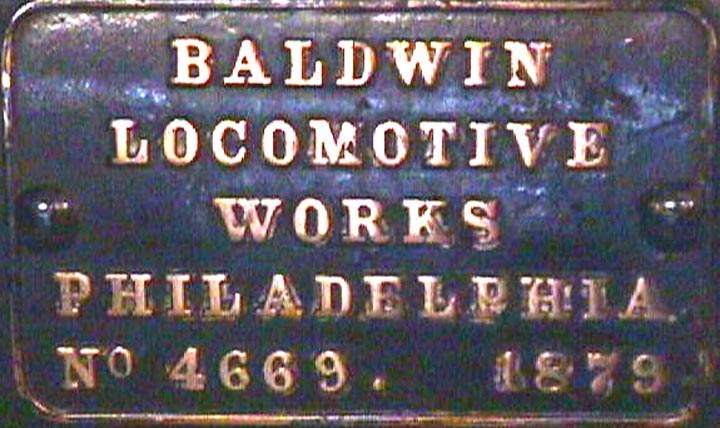 BALDWIN
LOCOMOTIVE
WORKS
PHILADELPHIA
Nº 4669. 1879